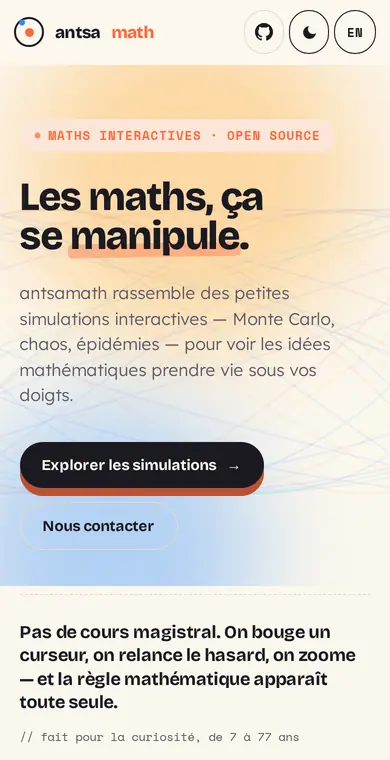 antsa math
EN
MATHS INTERACTIVES · OPEN SOURCE
Les maths, ça
se manipule.
antsamath rassemble des petites
simulations interactives — Monte Carlo,
chaos, épidémies — pour voir les idées
mathématiques prendre vie sous vos
doigts.
Explorer les simulations →
Nous contacter
Pas de cours magistral. On bouge un
curseur, on relance le hasard, on zoome
— et la règle mathématique apparaît
toute seule.
// fait pour la curiosité, de 7 à 77 ans